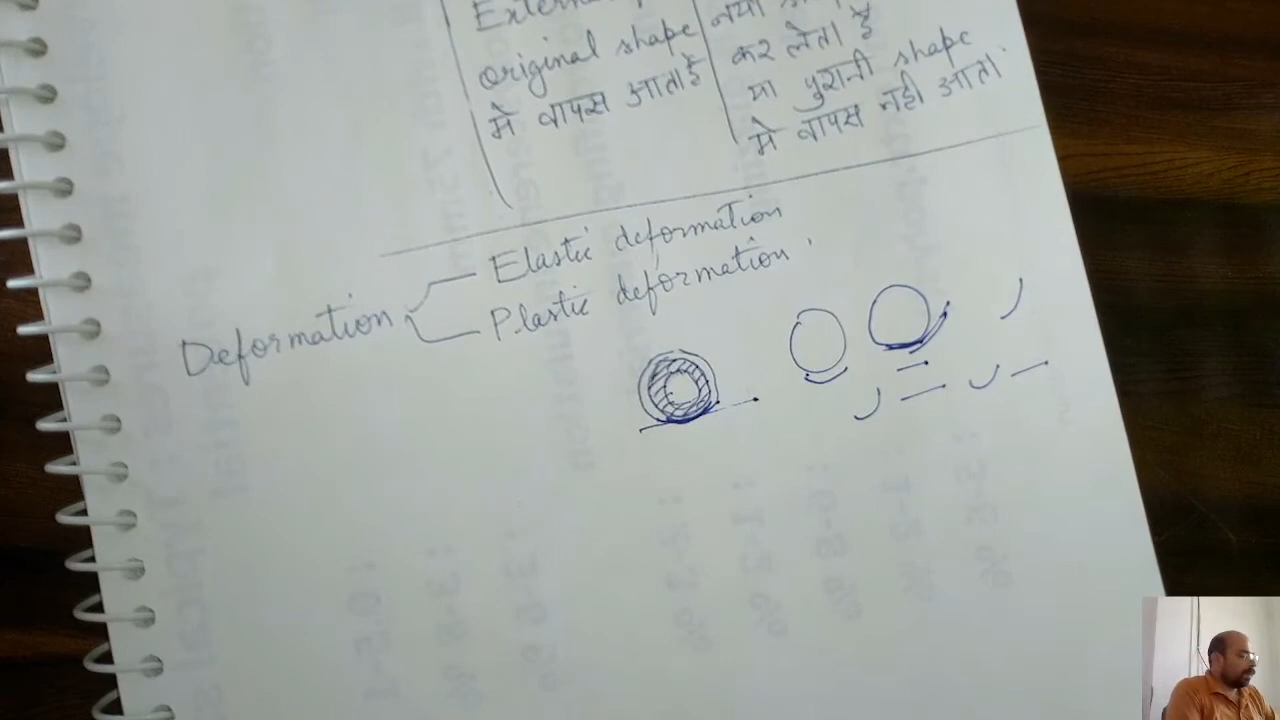 original shape
मे वापस आता है
कर लेता है
या पुरानी shape
मे वापस नही आता.
Deformation
Elastic deformation
Plastic deformation